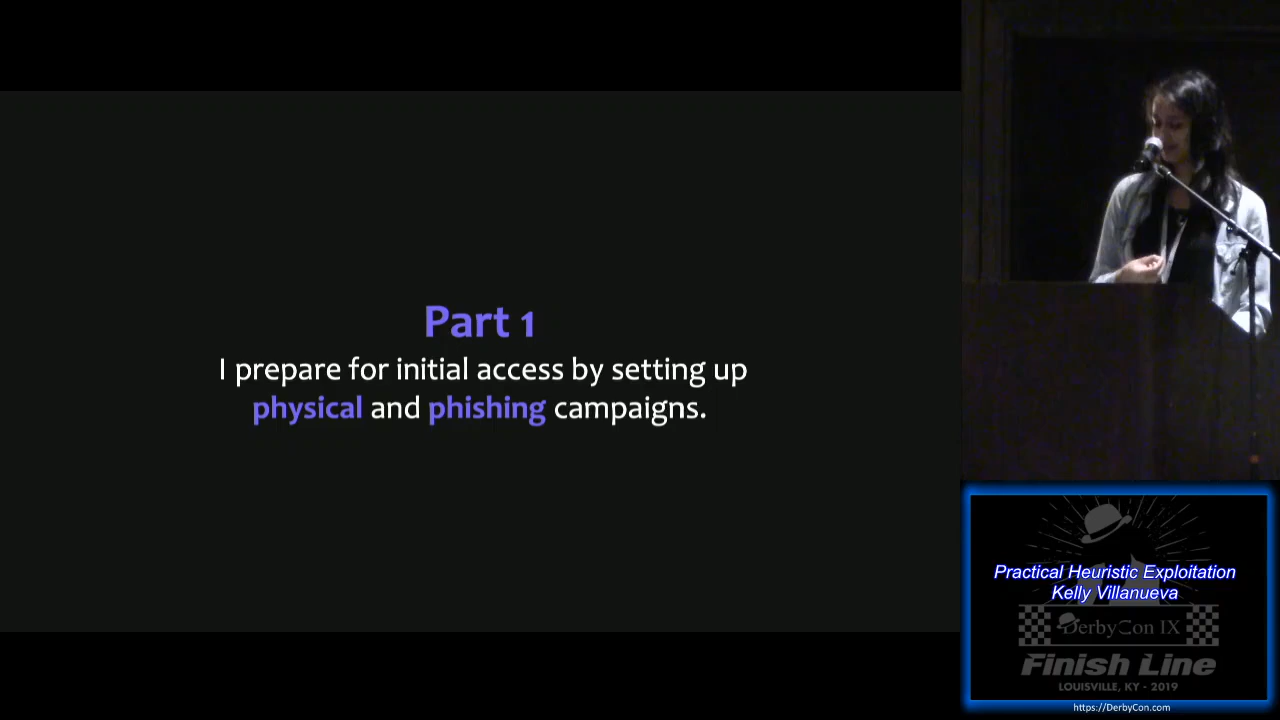 Part 1
I prepare for initial access by setting up
physical and phishing campaigns.
Practical Heuristic Exploitation
Kelly Villanueva
DerbyCon IX
Finish Line
LOUISVILLE, KY - 2019
https://DerbyCon.com